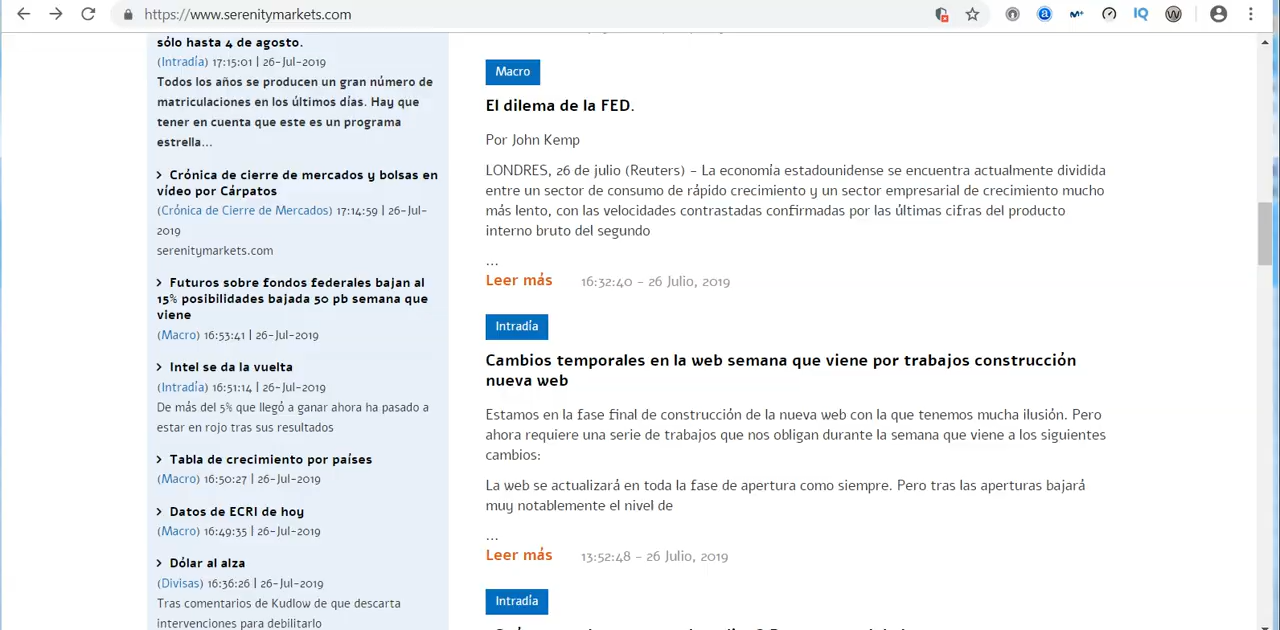 https://www.serenitymarkets.com
sólo hasta 4 de agosto.
(Intradía) 17:15:01 | 26-Jul-2019
Todos los años se producen un gran número de
matriculaciones en los últimos días. Hay que
tener en cuenta que este es un programa
estrella...
> Crónica de cierre de mercados y bolsas en
vídeo por Cárpatos
(Crónica de Cierre de Mercados) 17:14:59 | 26-Jul-
2019
serenitymarkets.com
> Futuros sobre fondos federales bajan al
15% posibilidades bajada 50 pb semana que
viene
(Macro) 16:53:41 | 26-Jul-2019
> Intel se da la vuelta
(Intradía) 16:51:14 | 26-Jul-2019
De más del 5% que llegó a ganar ahora ha pasado a
estar en rojo tras sus resultados
> Tabla de crecimiento por países
(Macro) 16:50:27 | 26-Jul-2019
> Datos de ECRI de hoy
(Macro) 16:49:35 | 26-Jul-2019
> Dólar al alza
(Divisas) 16:36:26 | 26-Jul-2019
Tras comentarios de Kudlow de que descarta
intervenciones para debilitarlo
Macro
El dilema de la FED.
Por John Kemp
LONDRES, 26 de julio (Reuters) - La economía estadounidense se encuentra actualmente dividida
entre un sector de consumo de rápido crecimiento y un sector empresarial de crecimiento mucho
más lento, con las velocidades contrastadas confirmadas por las últimas cifras del producto
interno bruto del segundo
...
Leer más 16:32:40 - 26 Julio, 2019
Intradía
Cambios temporales en la web semana que viene por trabajos construcción
nueva web
Estamos en la fase final de construcción de la nueva web con la que tenemos mucha ilusión. Pero
ahora requiere una serie de trabajos que nos obligan durante la semana que viene a los siguientes
cambios:
La web se actualizará en toda la fase de apertura como siempre. Pero tras las aperturas bajará
muy notablemente el nivel de
...
Leer más 13:52:48 - 26 Julio, 2019
Intradía